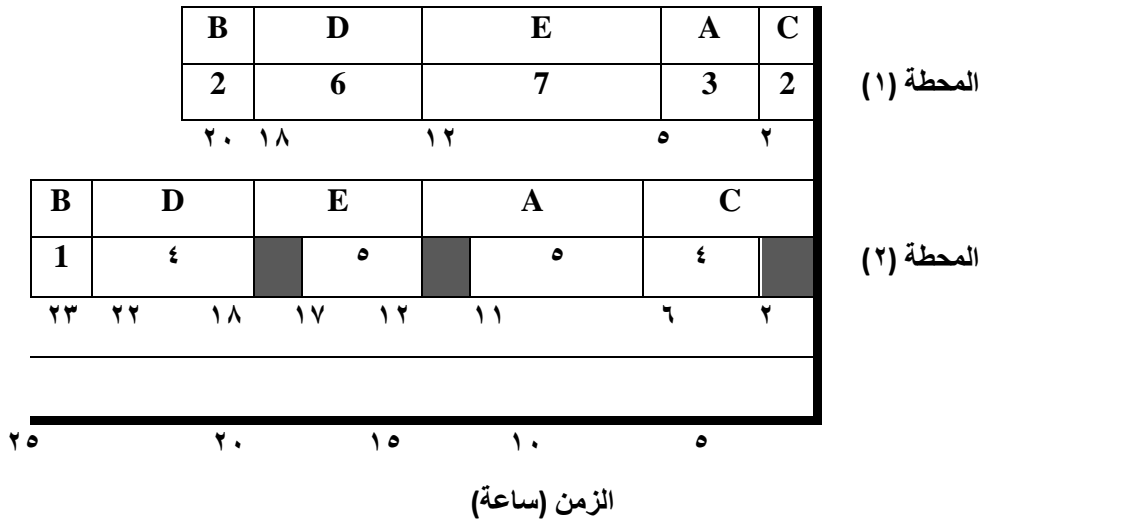 C A E D B
المحطة (١)
2 3 7 6 2
٢ ٥ ١٢ ١٨ ٢٠
C A E D B
المحطة (٢)
٤ ٥ ٥ ٤ 1
٢ ٦ ١١ ١٢ ١٧ ١٨ ٢٢ ٢٣
٥ ١٠ ١٥ ٢٠ ٢٥
الزمن (ساعة)